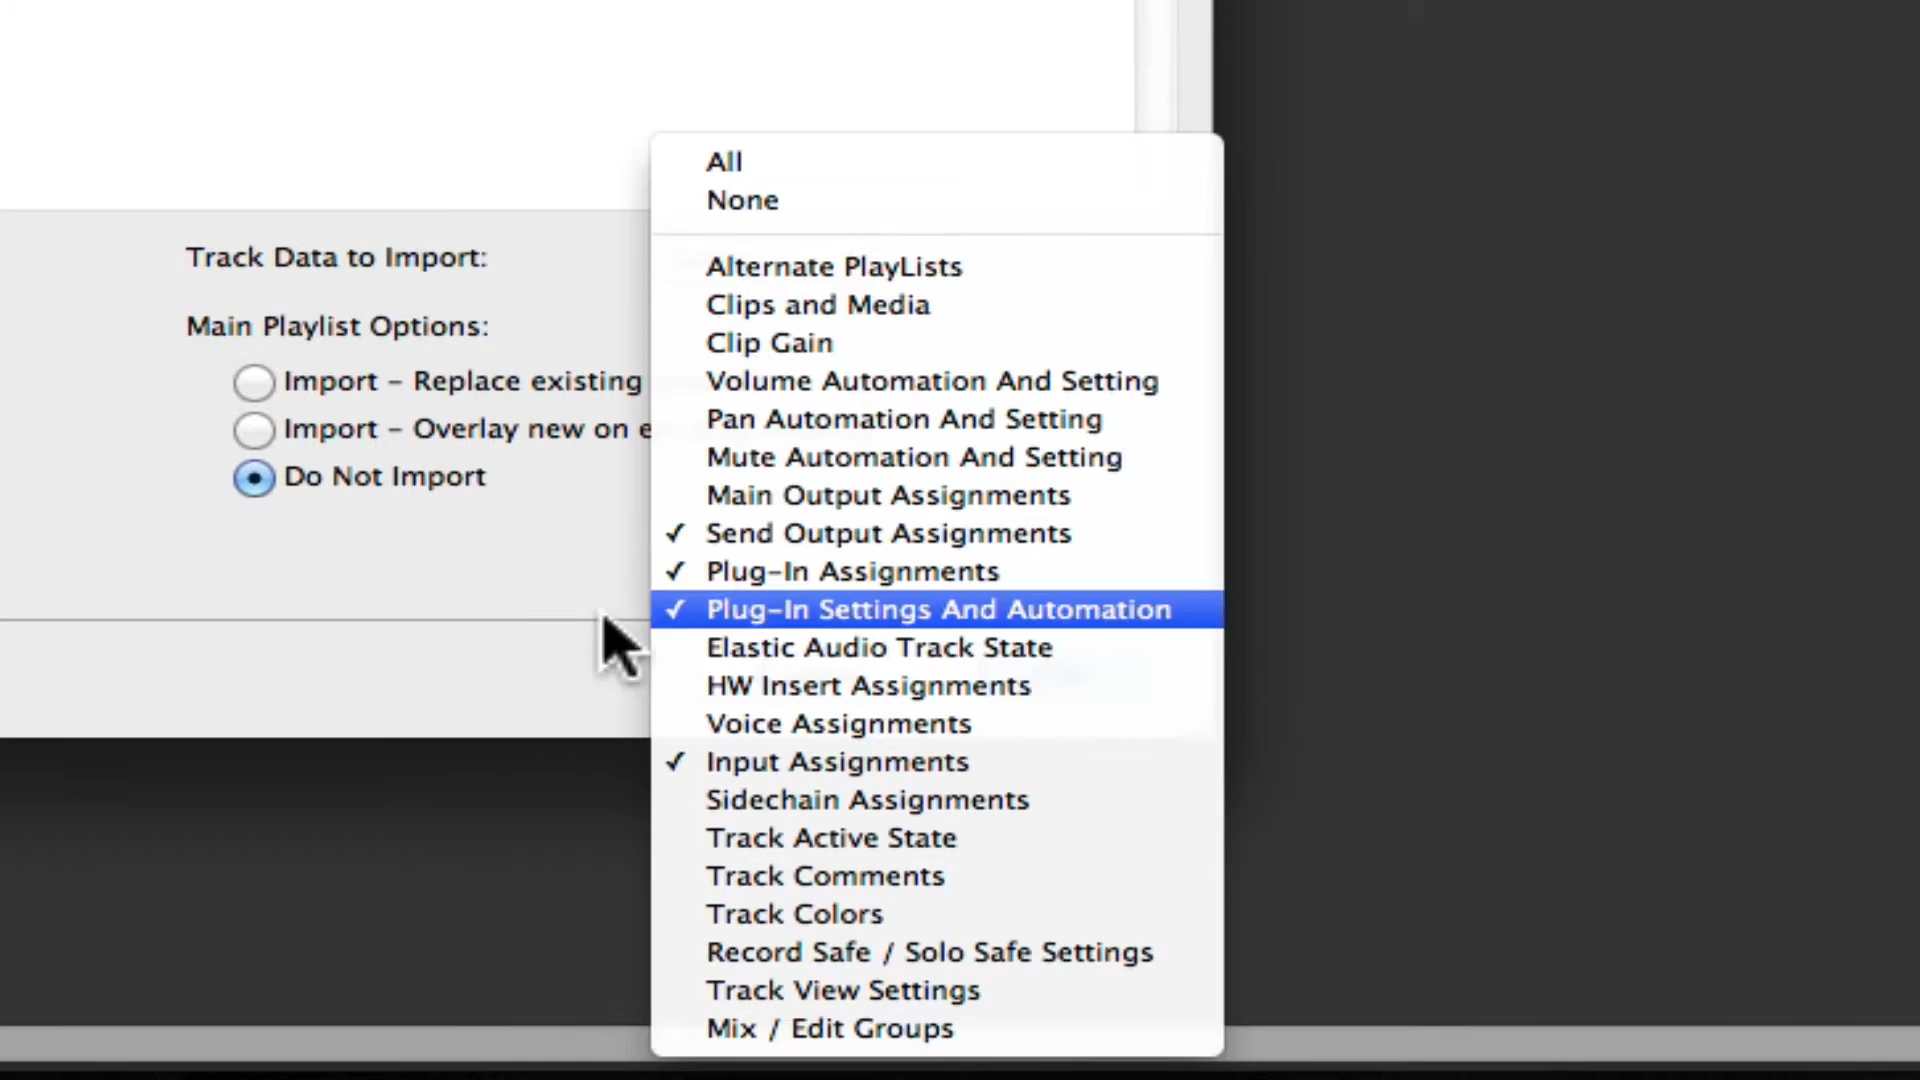 All
None
Track Data to Import:
Main Playlist Options:
Import – Replace existing
Import – Overlay new on e
Do Not Import
Alternate PlayLists
Clips and Media
Clip Gain
Volume Automation And Setting
Pan Automation And Setting
Mute Automation And Setting
Main Output Assignments
✓ Send Output Assignments
✓ Plug-In Assignments
✓ Plug-In Settings And Automation
Elastic Audio Track State
HW Insert Assignments
Voice Assignments
✓ Input Assignments
Sidechain Assignments
Track Active State
Track Comments
Track Colors
Record Safe / Solo Safe Settings
Track View Settings
Mix / Edit Groups